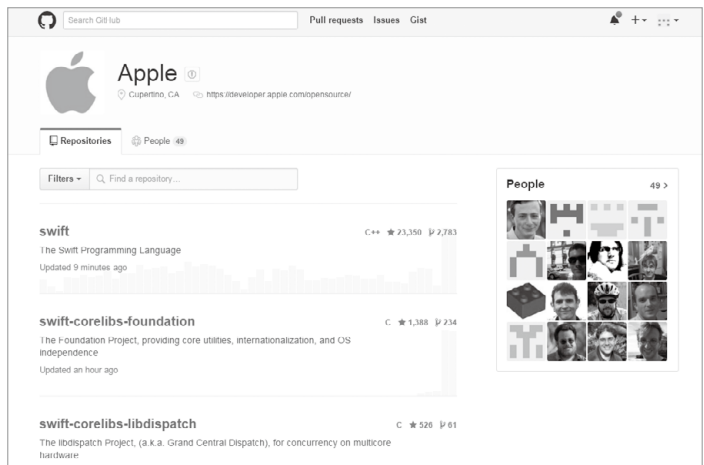 Search GitHub
Pull requests Issues Gist
Apple
Cupertino, CA https://developer.apple.com/opensource/
Repositories People 49
Filters Find a repository...
People 49 >
swift C++ 23,350 2,783
The Swift Programming Language
Updated 9 minutes ago
swift-corelibs-foundation C 1,388 234
The Foundation Project, providing core utilities, internationalization, and OS
independence
Updated an hour ago
swift-corelibs-libdispatch C 526 61
The libdispatch Project, (a.k.a. Grand Central Dispatch), for concurrency on multicore
hardware